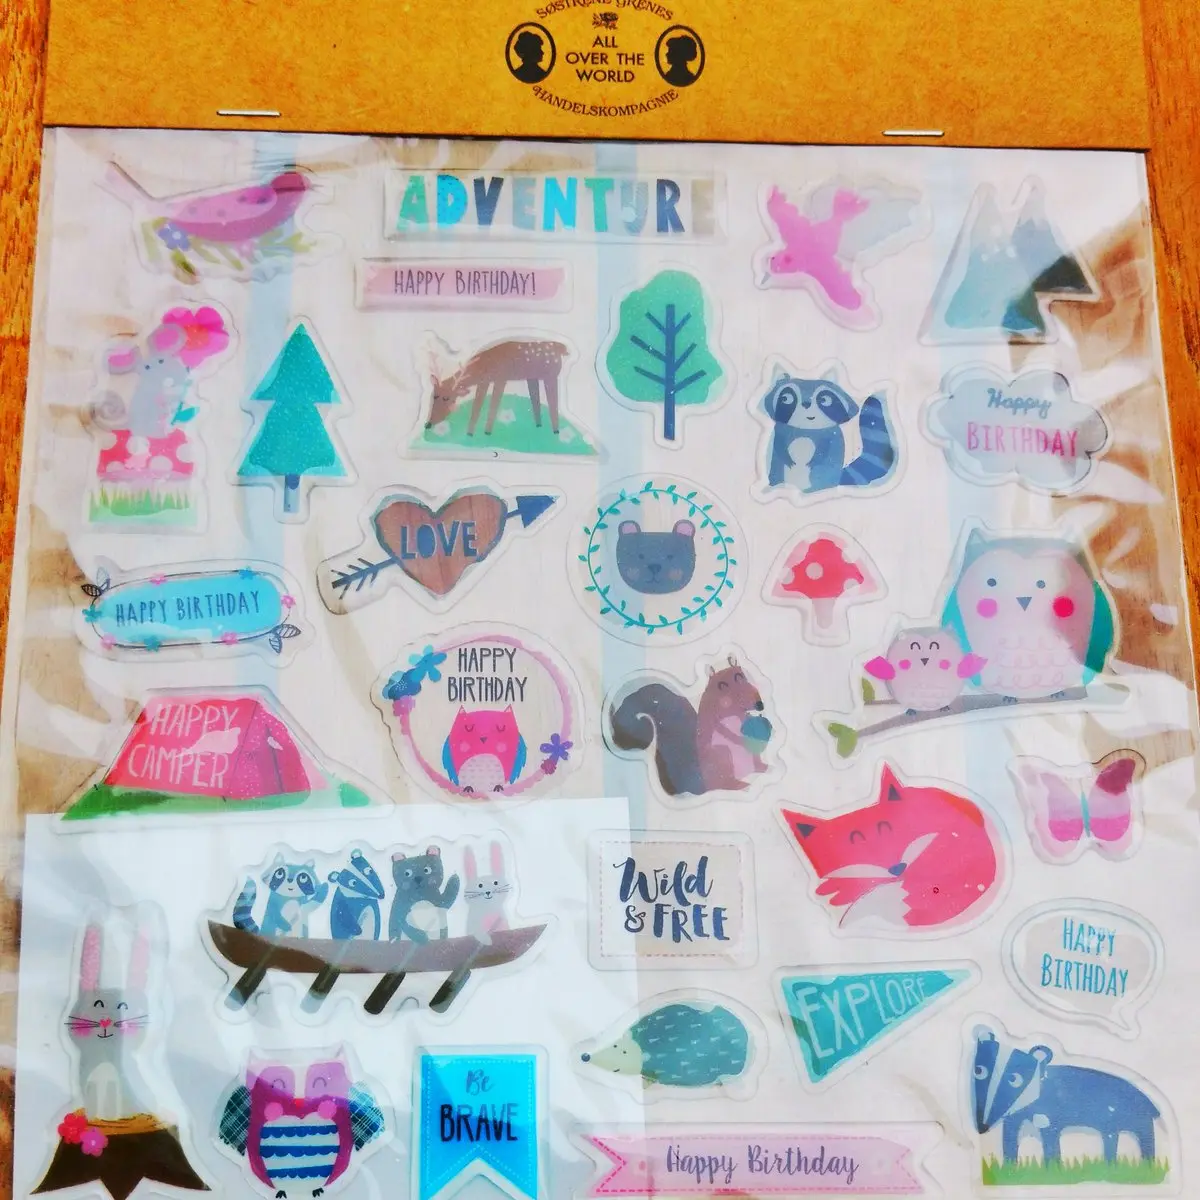 SØSTRENE GRENES
ALL
OVER THE
WORLD
HANDELSKOMPAGNIE
ADVENTURE
HAPPY BIRTHDAY!
Happy
BIRTHDAY
LOVE
HAPPY BIRTHDAY
HAPPY
BIRTHDAY
HAPPY
CAMPER
Wild
& FREE
HAPPY
BIRTHDAY
EXPLORE
Be
BRAVE
Happy Birthday